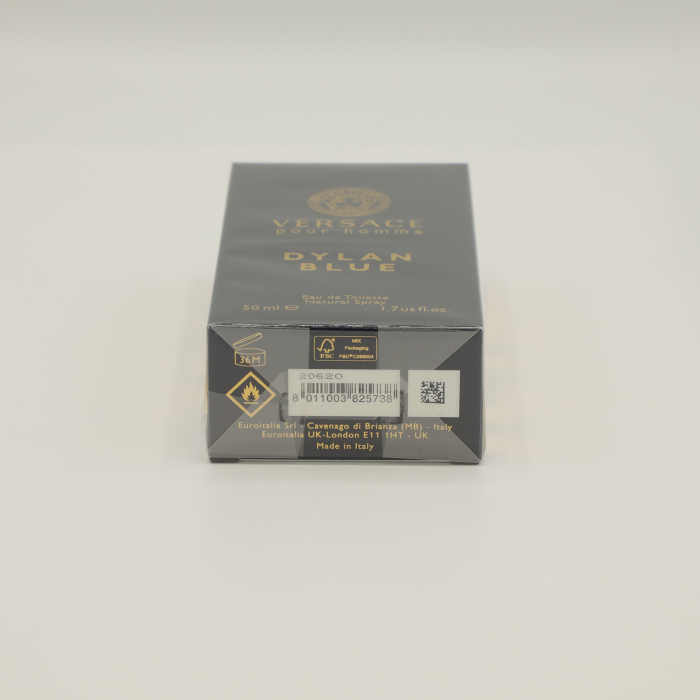 VERSACE
pour homme
DYLAN
BLUE
Eau de Toilette
Natural Spray
50 ml e 1.7 us fl.oz.
36M
FSC
MIX
Packaging
20620
8 011003 825738
Euroitalia Srl - Cavenago di Brianza (MB) - Italy
Euroitalia UK-London E11 1HT - UK
Made in Italy